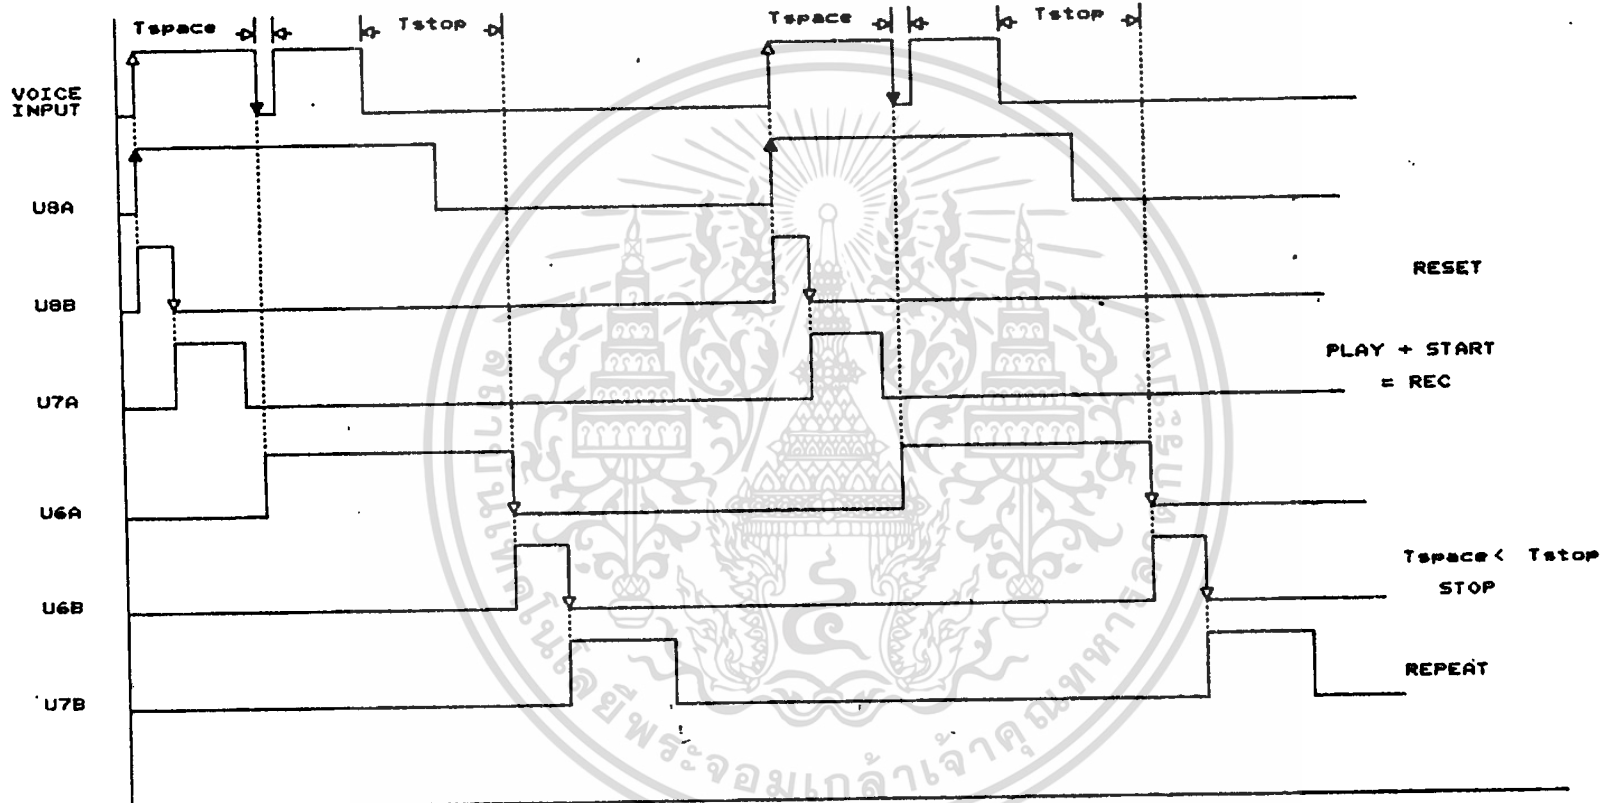 Tspace Tstop Tspace Tstop
VOICE
INPUT
U8A
U8B RESET
U7A PLAY + START
= REC
U6A
U6B Tspace < Tstop
STOP
U7B REPEAT